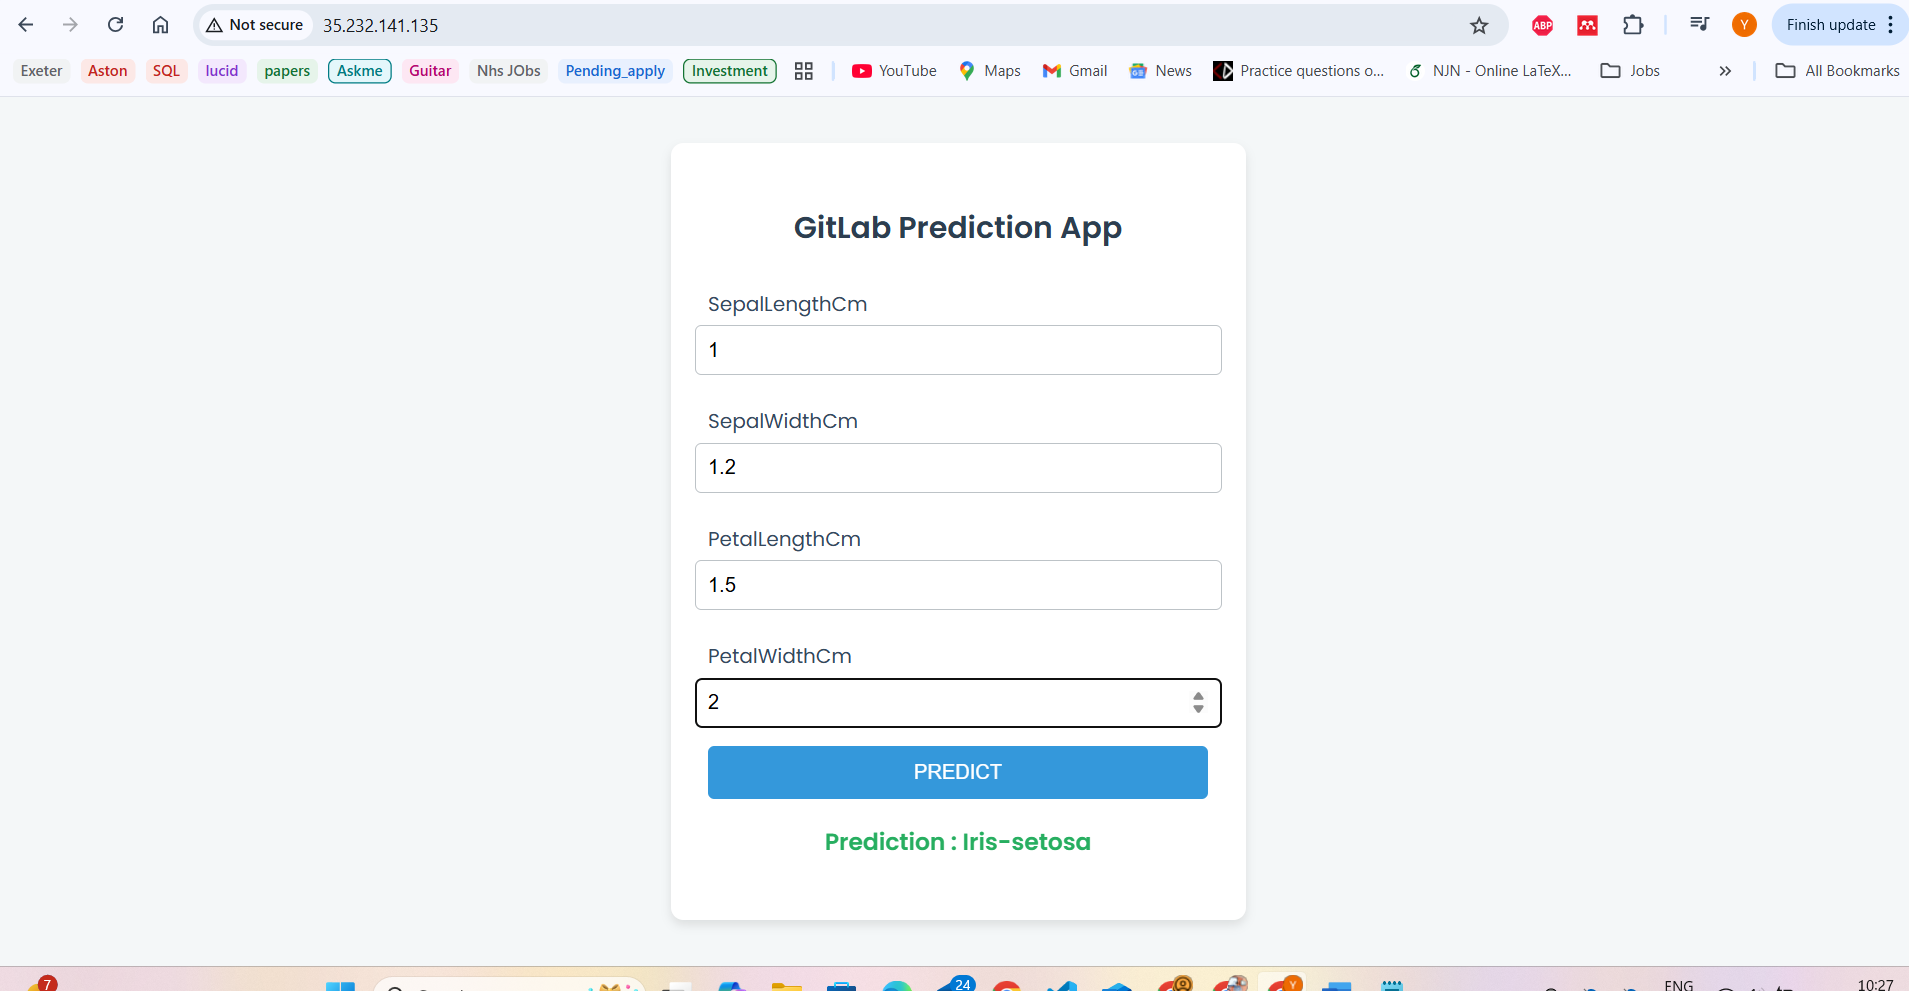 Not secure 35.232.141.135 ABP Y Finish update
Exeter Aston SQL lucid papers Askme Guitar Nhs JObs Pending_apply Investment YouTube Maps Gmail News Practice questions o... NJN - Online LaTeX... Jobs » All Bookmarks
GitLab Prediction App
SepalLengthCm
1
SepalWidthCm
1.2
PetalLengthCm
1.5
PetalWidthCm
2
PREDICT
Prediction : Iris-setosa
7 24 Y ENG 10:27